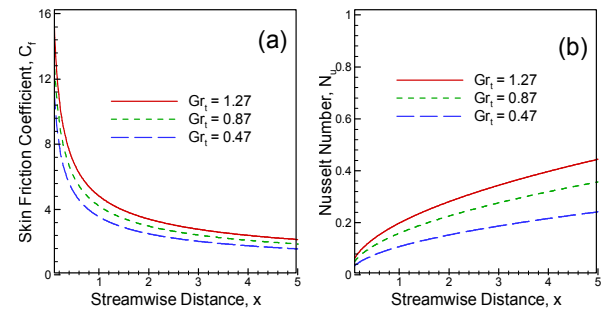 (a)
Skin Friction Coefficient, C_f
16
12
8
4
0
Gr_t = 1.27
Gr_t = 0.87
Gr_t = 0.47
1
2
3
4
5
Streamwise Distance, x
(b)
Nusselt Number, N_u
1
0.8
0.6
0.4
0.2
0
Gr_t = 1.27
Gr_t = 0.87
Gr_t = 0.47
1
2
3
4
5
Streamwise Distance, x